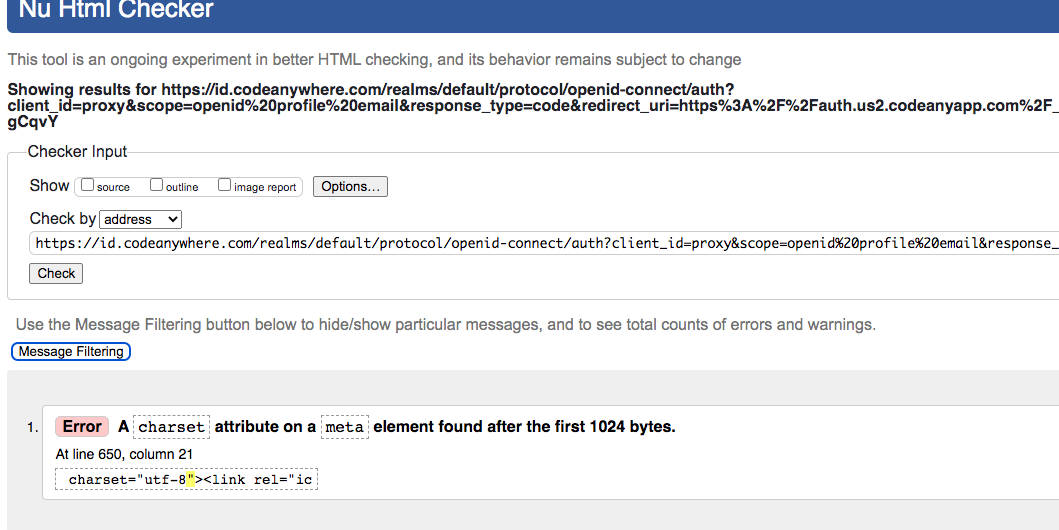 Nu Html Checker
This tool is an ongoing experiment in better HTML checking, and its behavior remains subject to change
Showing results for https://id.codeanywhere.com/realms/default/protocol/openid-connect/auth?
client_id=proxy&scope=openid%20profile%20email&response_type=code&redirect_uri=https%3A%2F%2Fauth.us2.codeanyapp.com%2F_
gCqvY
Checker Input
Show source outline image report Options...
Check by address
https://id.codeanywhere.com/realms/default/protocol/openid-connect/auth?client_id=proxy&scope=openid%20profile%20email&response_
Check
Use the Message Filtering button below to hide/show particular messages, and to see total counts of errors and warnings.
Message Filtering
1. Error A charset attribute on a meta element found after the first 1024 bytes.
At line 650, column 21
charset="utf-8"><link rel="ic